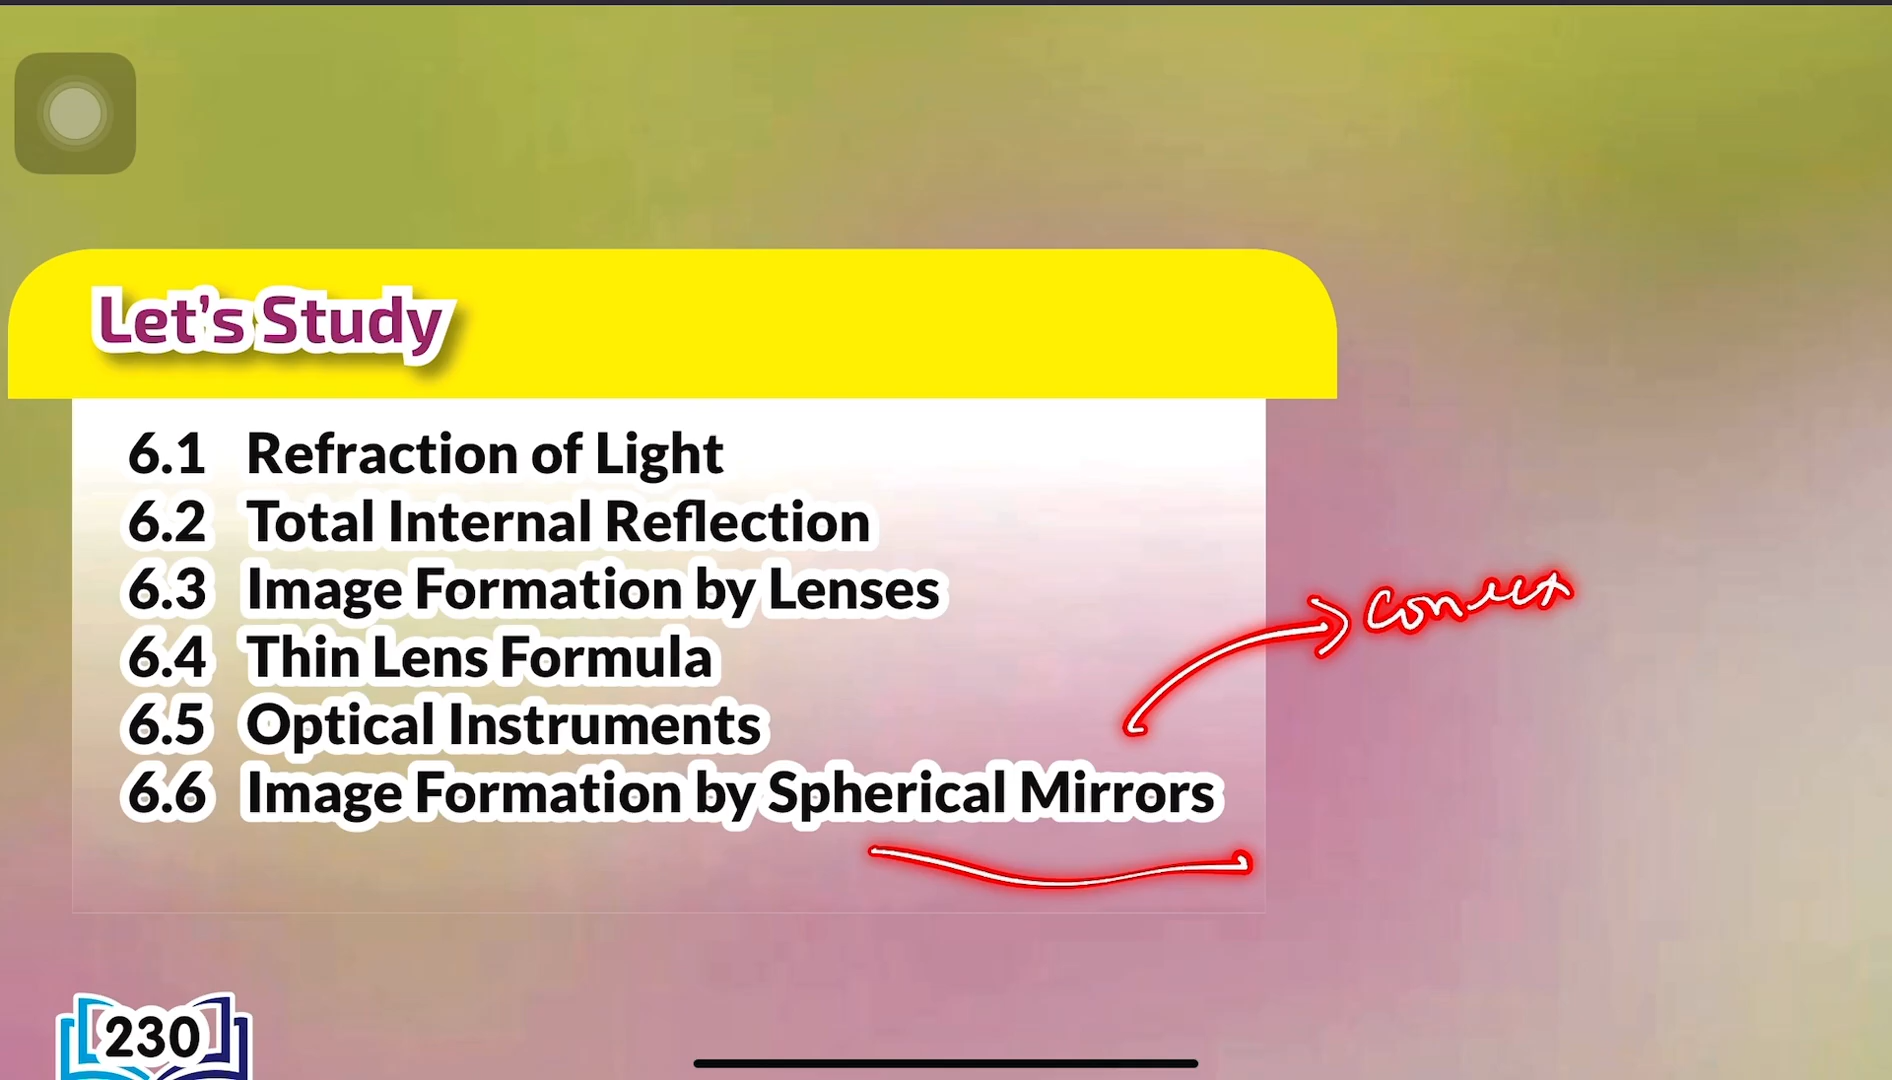 Let's Study
6.1 Refraction of Light
6.2 Total Internal Reflection
6.3 Image Formation by Lenses
6.4 Thin Lens Formula
6.5 Optical Instruments
6.6 Image Formation by Spherical Mirrors
230